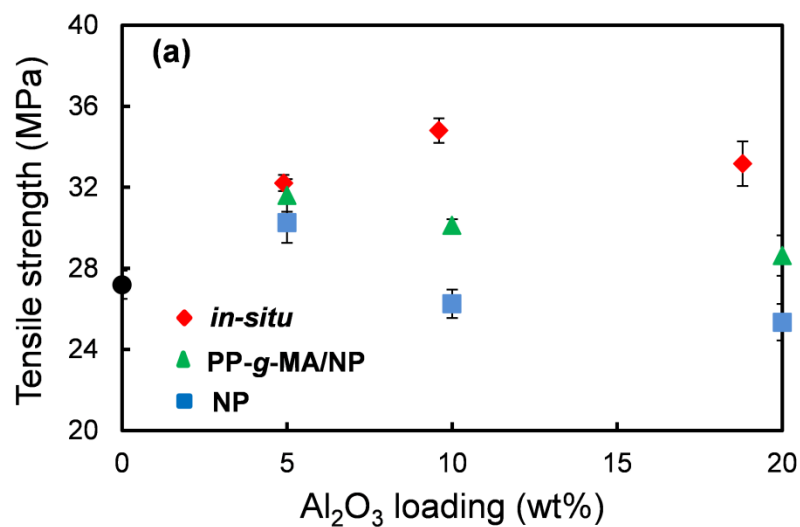 (a)
Tensile strength (MPa)
40
36
32
28
24
20
in-situ
PP-g-MA/NP
NP
0
5
10
15
20
Al₂O₃ loading (wt%)